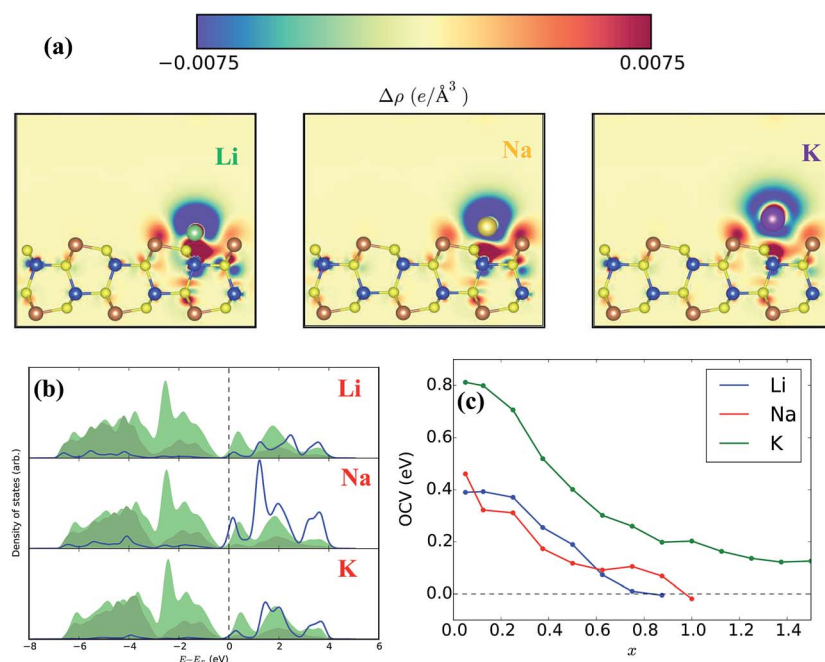 (a)
−0.0075 0.0075
Δρ (e/Å³ )
Li Na K
(b)
Li
Na
K
Density of states (arb.)
−8 −6 −4 −2 0 2 4 6
E−E_F (eV)
(c)
Li
Na
K
OCV (eV)
0.8
0.6
0.4
0.2
0.0
0.0 0.2 0.4 0.6 0.8 1.0 1.2 1.4
x